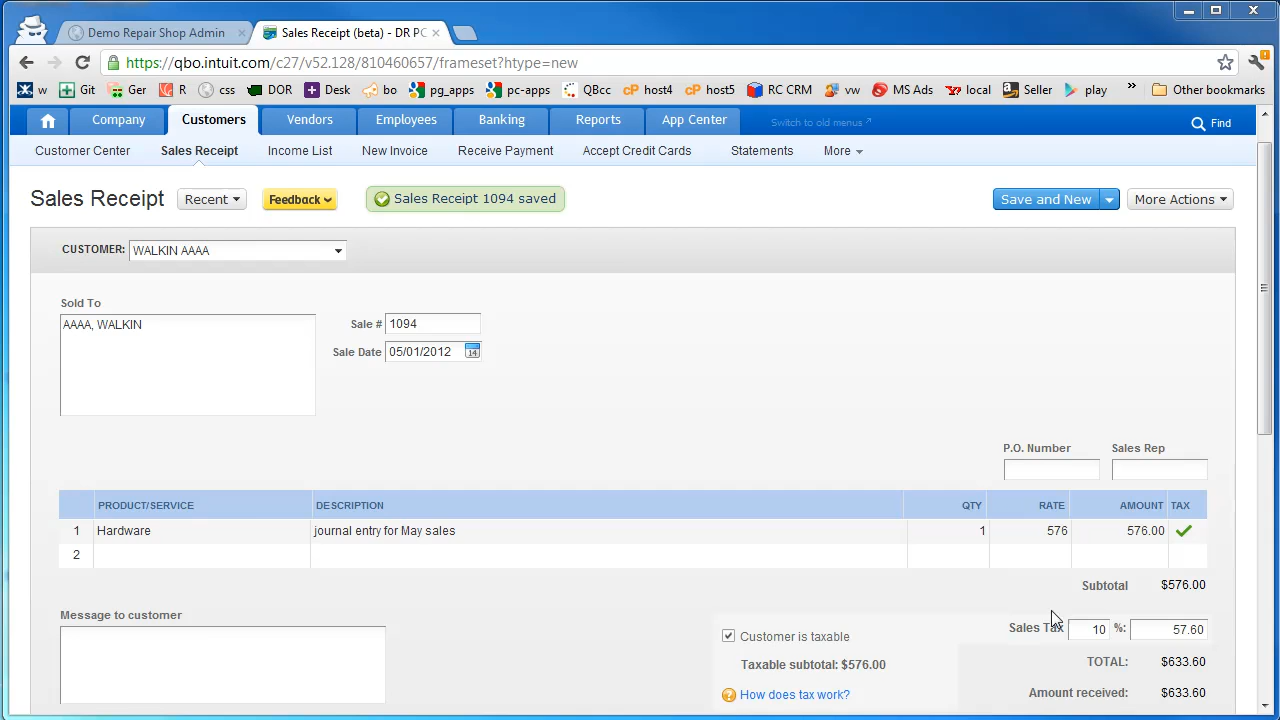 Demo Repair Shop Admin
Sales Receipt (beta) - DR PC
https://qbo.intuit.com/c27/v52.128/810460657/frameset?htype=new
w Git Ger R css DOR Desk bo pg_apps pc-apps QBcc host4 host5 RC CRM vw MS Ads local Seller play » Other bookmarks
Company Customers Vendors Employees Banking Reports App Center Switch to old menus Find
Customer Center Sales Receipt Income List New Invoice Receive Payment Accept Credit Cards Statements More
Sales Receipt Recent Feedback Sales Receipt 1094 saved Save and New More Actions
CUSTOMER: WALKIN AAAA
Sold To
AAAA, WALKIN
Sale # 1094
Sale Date 05/01/2012 14
P.O. Number Sales Rep
PRODUCT/SERVICE DESCRIPTION QTY RATE AMOUNT TAX
1 Hardware journal entry for May sales 1 576 576.00
2
Subtotal $576.00
Message to customer
Customer is taxable Sales Tax 10 %: 57.60
Taxable subtotal: $576.00 TOTAL: $633.60
How does tax work? Amount received: $633.60